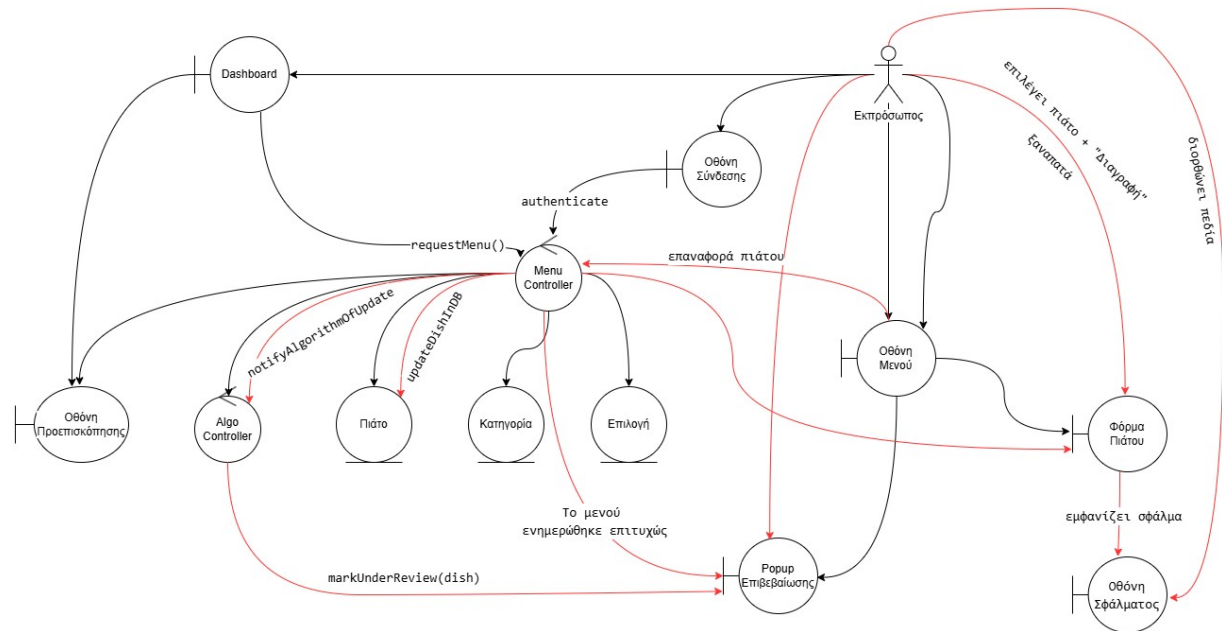 Dashboard
επιλέγει πιάτο + "Διαγραφή"
ξαναπατά
Εκπρόσωπος
διορθώνει πεδία
Οθόνη
Σύνδεσης
authenticate
requestMenu()
επαναφορά πιάτου
Menu
Controller
notifyAlgorithmOfUpdate
updateDishInDB
Οθόνη
Μενού
Οθόνη
Προεπισκόπησης
Algo
Controller
Πιάτο
Κατηγορία
Επιλογή
Φόρμα
Πιάτου
Το μενού
ενημερώθηκε επιτυχώς
εμφανίζει σφάλμα
markUnderReview(dish)
Popup
Επιβεβαίωσης
Οθόνη
Σφάλματος